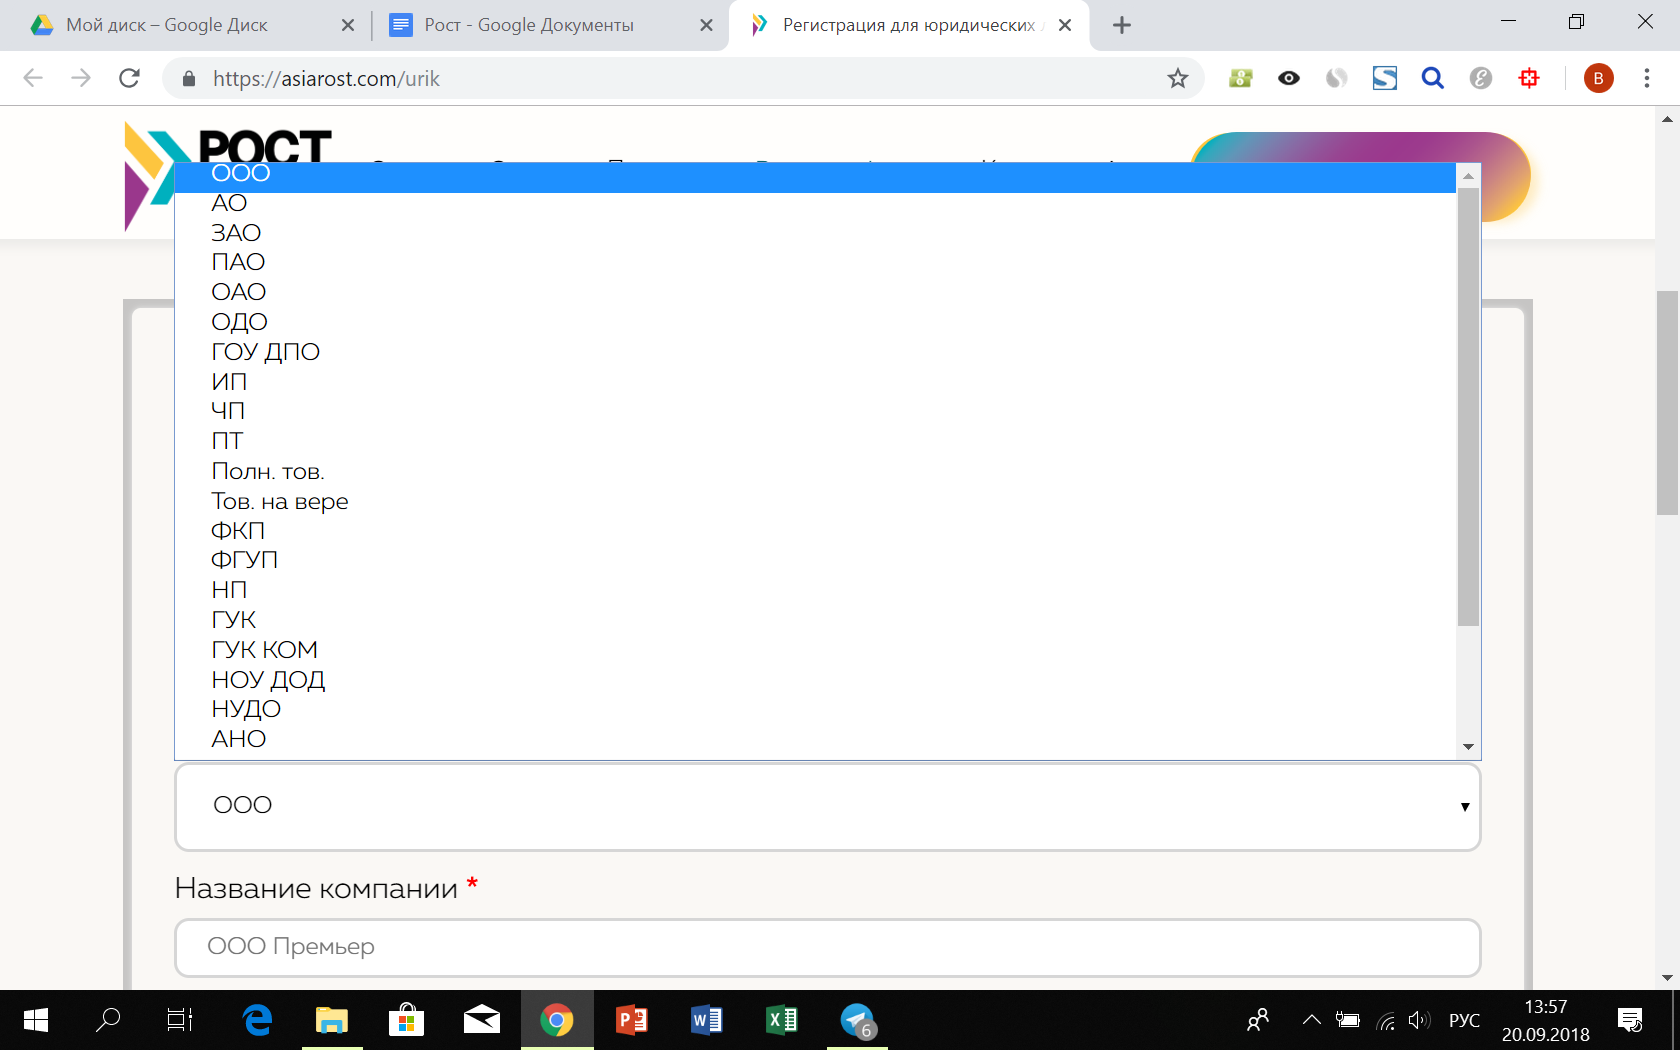 Мой диск – Google Диск
Рост - Google Документы
Регистрация для юридических
https://asiarost.com/urik
B
РОСТ
ООО
АО
ЗАО
ПАО
ОАО
ОДО
ГОУ ДПО
ИП
ЧП
ПТ
Полн. тов.
Тов. на вере
ФКП
ФГУП
НП
ГУК
ГУК КОМ
НОУ ДОД
НУДО
АНО
ООО
Название компании *
ООО Премьер
6
РУС
13:57
20.09.2018